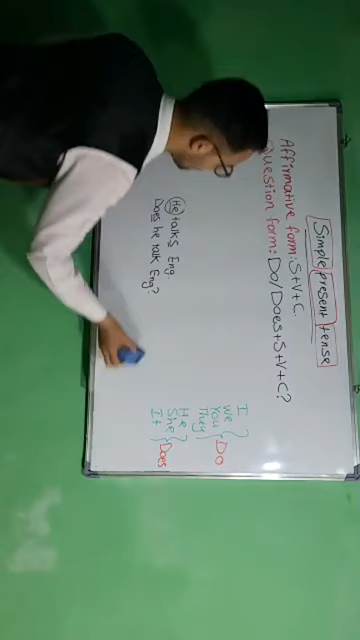 Simple present tense
Affirmative form: S+V+C.
Question form: Do/Does+S+V+C?
He talks Eng.
Does he talk Eng?
I
We
You
They
} Do
He
She
It
} Does